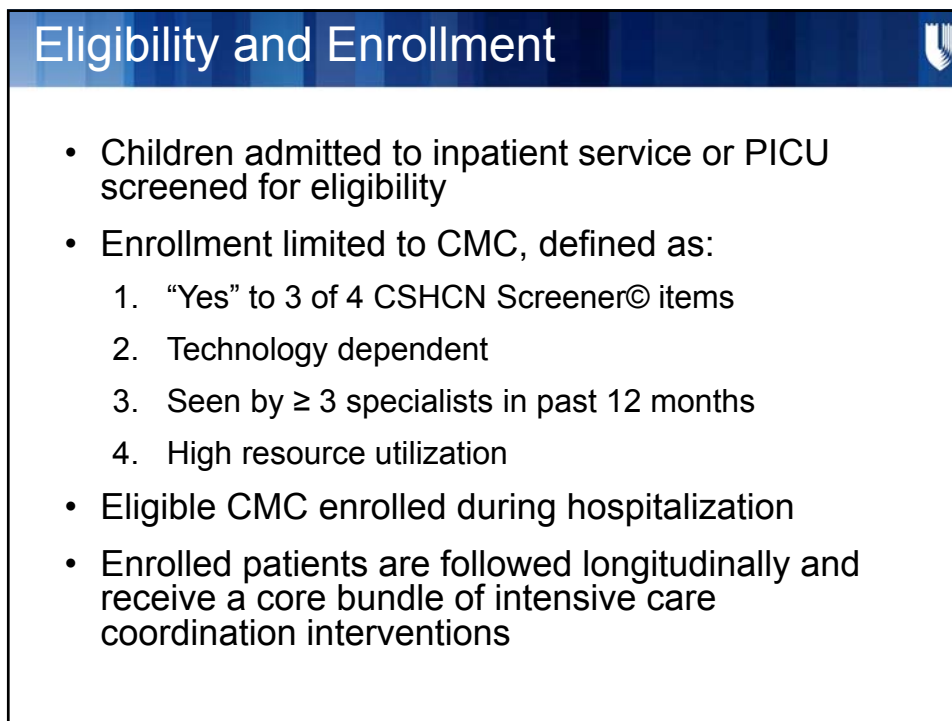 Eligibility and Enrollment
• Children admitted to inpatient service or PICU
screened for eligibility
• Enrollment limited to CMC, defined as:
1. “Yes” to 3 of 4 CSHCN Screener© items
2. Technology dependent
3. Seen by ≥ 3 specialists in past 12 months
4. High resource utilization
• Eligible CMC enrolled during hospitalization
• Enrolled patients are followed longitudinally and
receive a core bundle of intensive care
coordination interventions